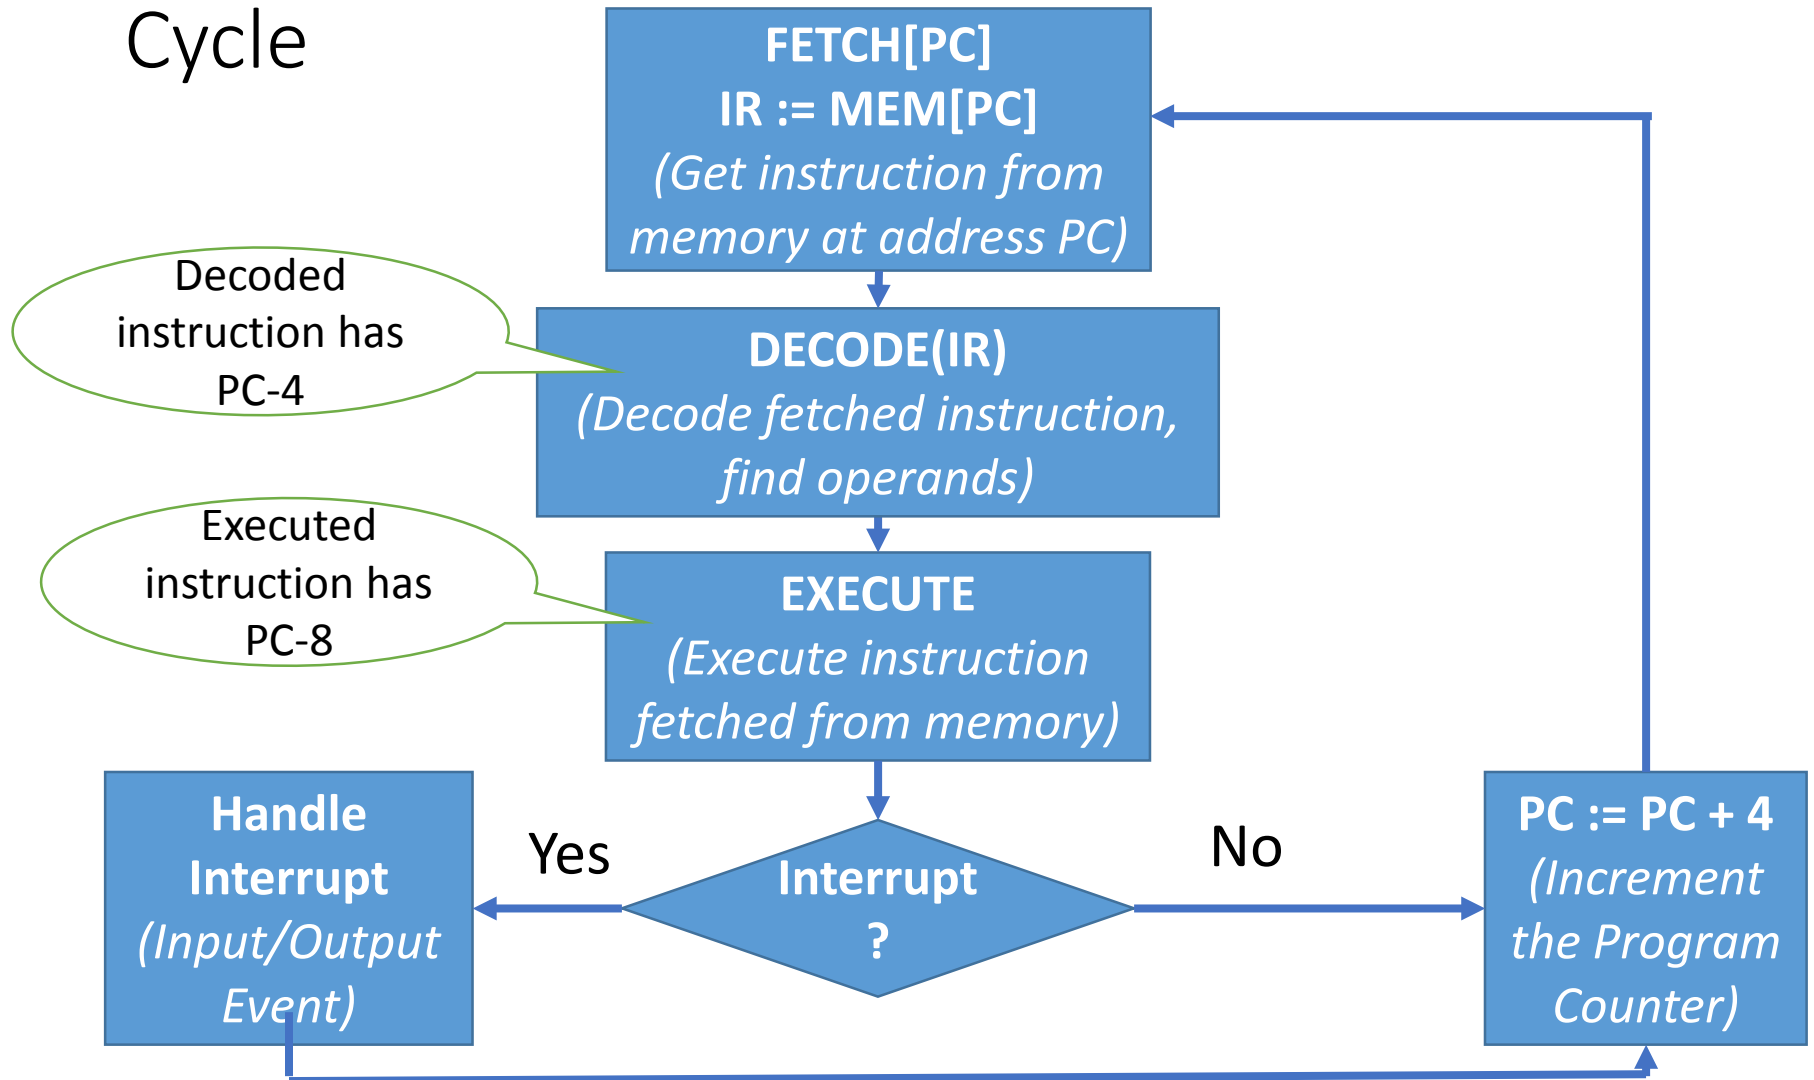 Cycle
FETCH[PC]
IR := MEM[PC]
(Get instruction from
memory at address PC)
Decoded
instruction has
PC-4
DECODE(IR)
(Decode fetched instruction,
find operands)
Executed
instruction has
PC-8
EXECUTE
(Execute instruction
fetched from memory)
Handle
Interrupt
(Input/Output
Event)
Yes
Interrupt
?
No
PC := PC + 4
(Increment
the Program
Counter)